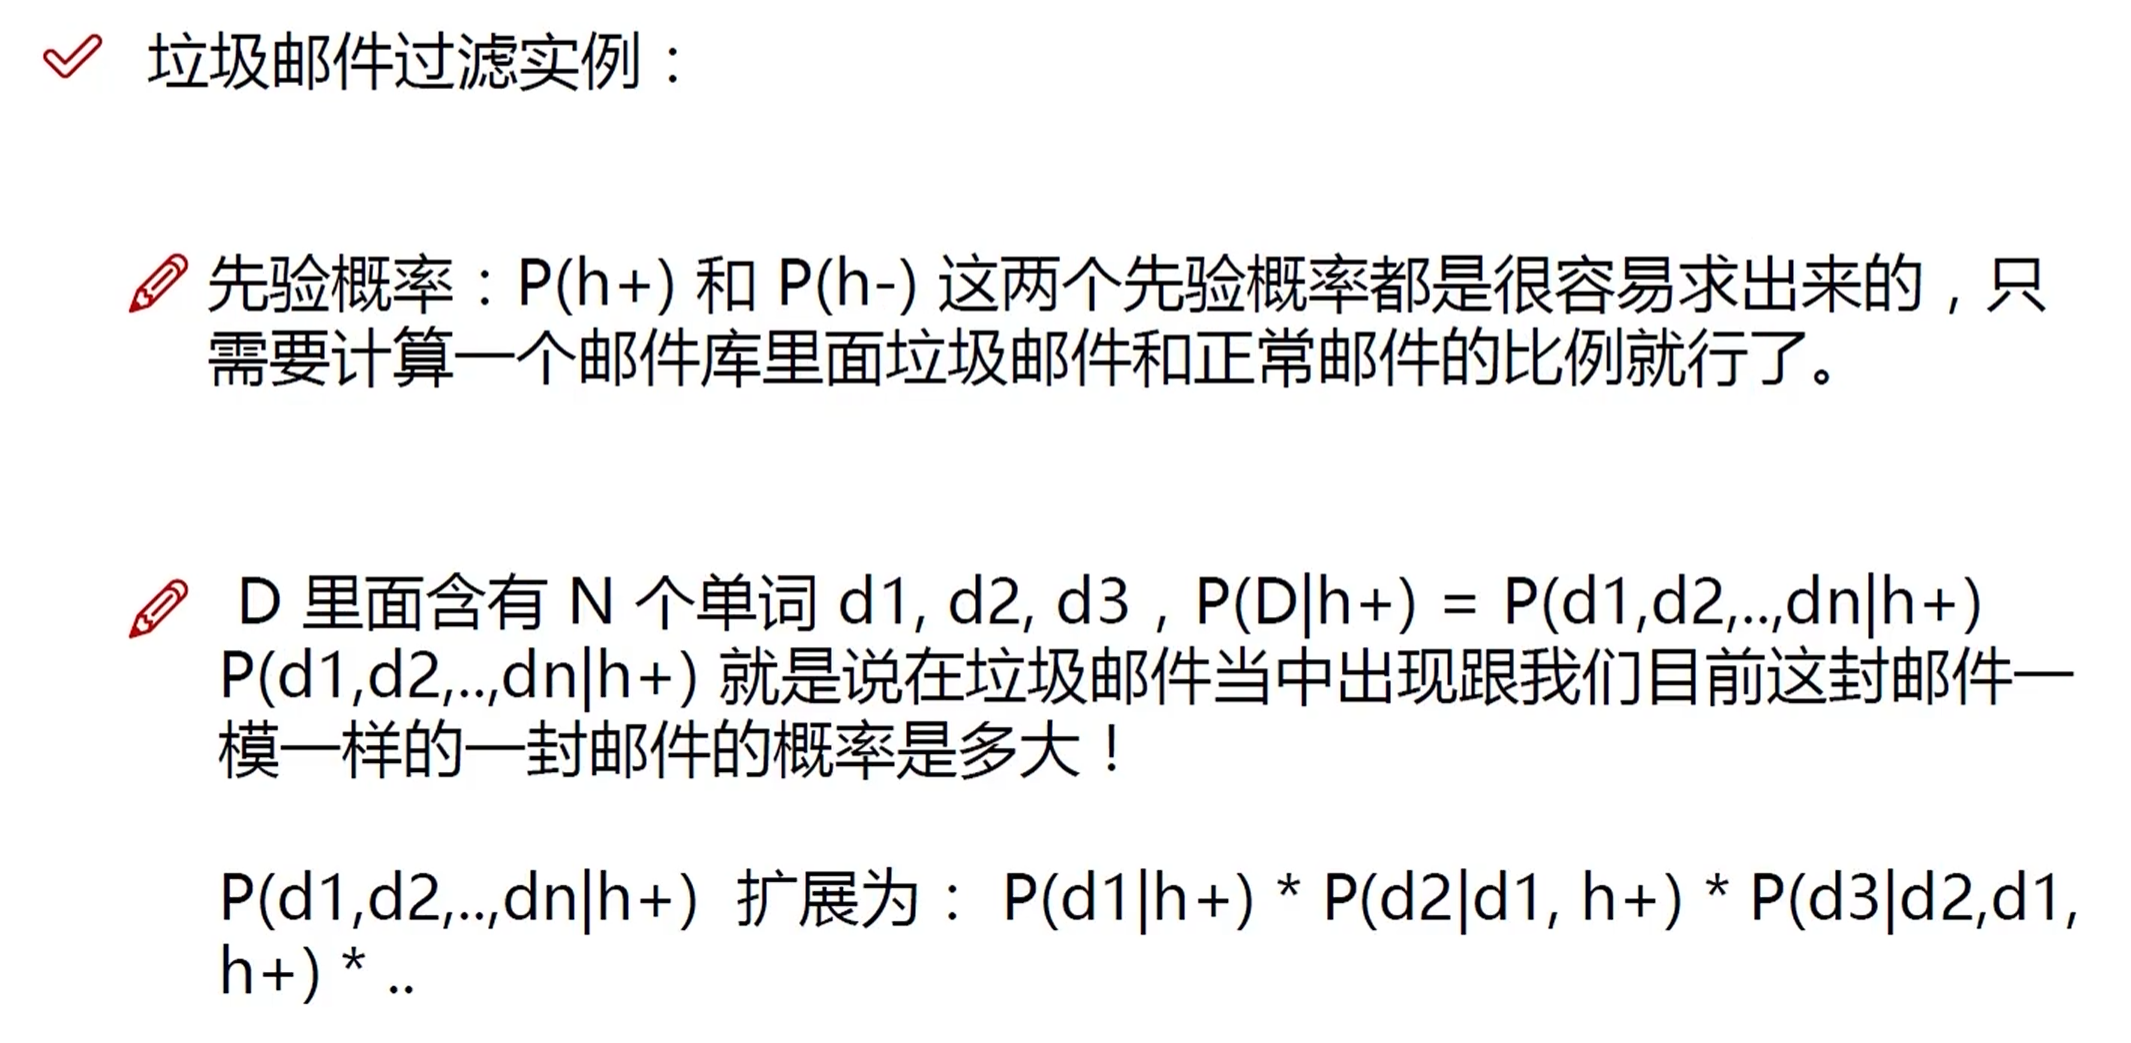 垃圾邮件过滤实例：
先验概率：P(h+) 和 P(h-) 这两个先验概率都是很容易求出来的，只
需要计算一个邮件库里面垃圾邮件和正常邮件的比例就行了。
D 里面含有 N 个单词 d1, d2, d3，P(D|h+) = P(d1,d2,..,dn|h+)
P(d1,d2,..,dn|h+) 就是说在垃圾邮件当中出现跟我们目前这封邮件一
模一样的一封邮件的概率是多大！
P(d1,d2,..,dn|h+) 扩展为： P(d1|h+) * P(d2|d1, h+) * P(d3|d2,d1,
h+) * ..